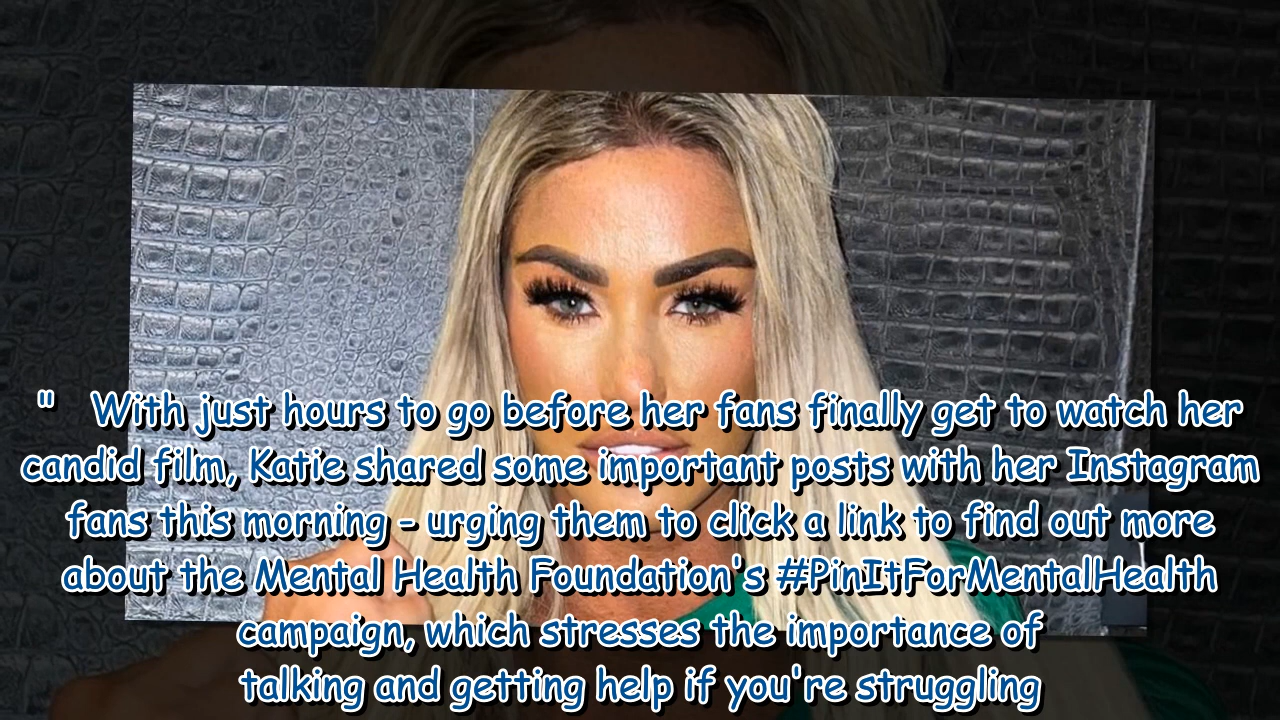 " With just hours to go before her fans finally get to watch her
candid film, Katie shared some important posts with her Instagram
fans this morning - urging them to click a link to find out more
about the Mental Health Foundation's #PinItForMentalHealth
campaign, which stresses the importance of
talking and getting help if you're struggling